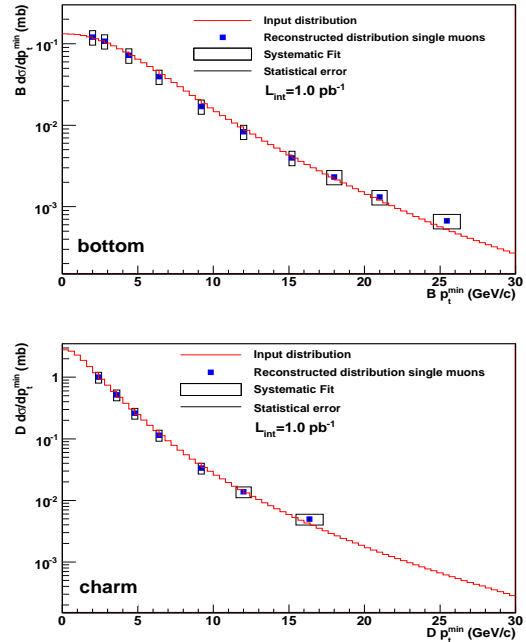 B dσ/dp_t^min (mb)
10⁻¹
10⁻²
10⁻³
Input distribution
Reconstructed distribution single muons
Systematic Fit
Statistical error
L_int=1.0 pb⁻¹
bottom
0 5 10 15 20 25 30
B p_t^min (GeV/c)
D dσ/dp_t^min (mb)
1
10⁻¹
10⁻²
10⁻³
Input distribution
Reconstructed distribution single muons
Systematic Fit
Statistical error
L_int=1.0 pb⁻¹
charm
0 5 10 15 20 25 30
D p_t^min (GeV/c)